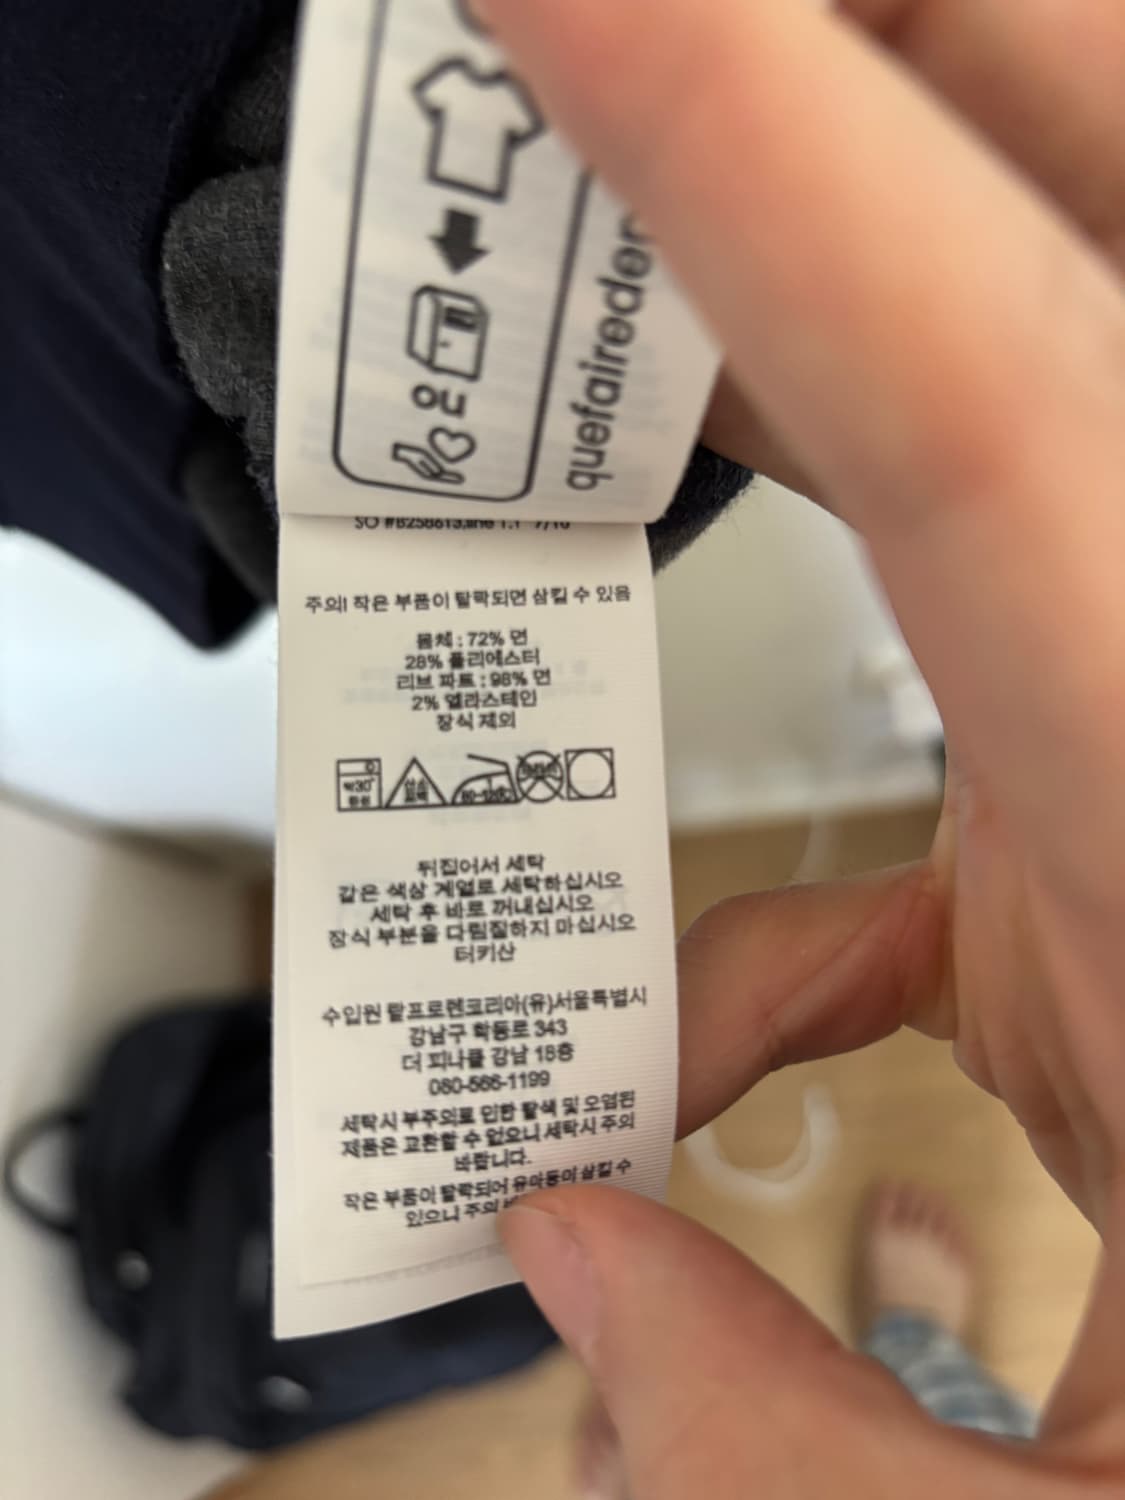 quefairede
SO #B258613,line 1.1 7/10
주의! 작은 부품이 탈락되면 삼킬 수 있음
몸체 : 72% 면
28% 폴리에스터
리브 파트 : 98% 면
2% 엘라스테인
장식 제외
뒤집어서 세탁
같은 색상 계열로 세탁하십시오
세탁 후 바로 꺼내십시오
장식 부분을 다림질하지 마십시오
터키산
수입원 랄프로렌코리아(유)서울특별시
강남구 학동로 343
더 피나클 강남 18층
080-566-1199
세탁시 부주의로 인한 탈색 및 오염된
제품은 교환할 수 없으니 세탁시 주의
바랍니다.
작은 부품이 탈락되어 유아동이 삼킬 수
있으니 주의